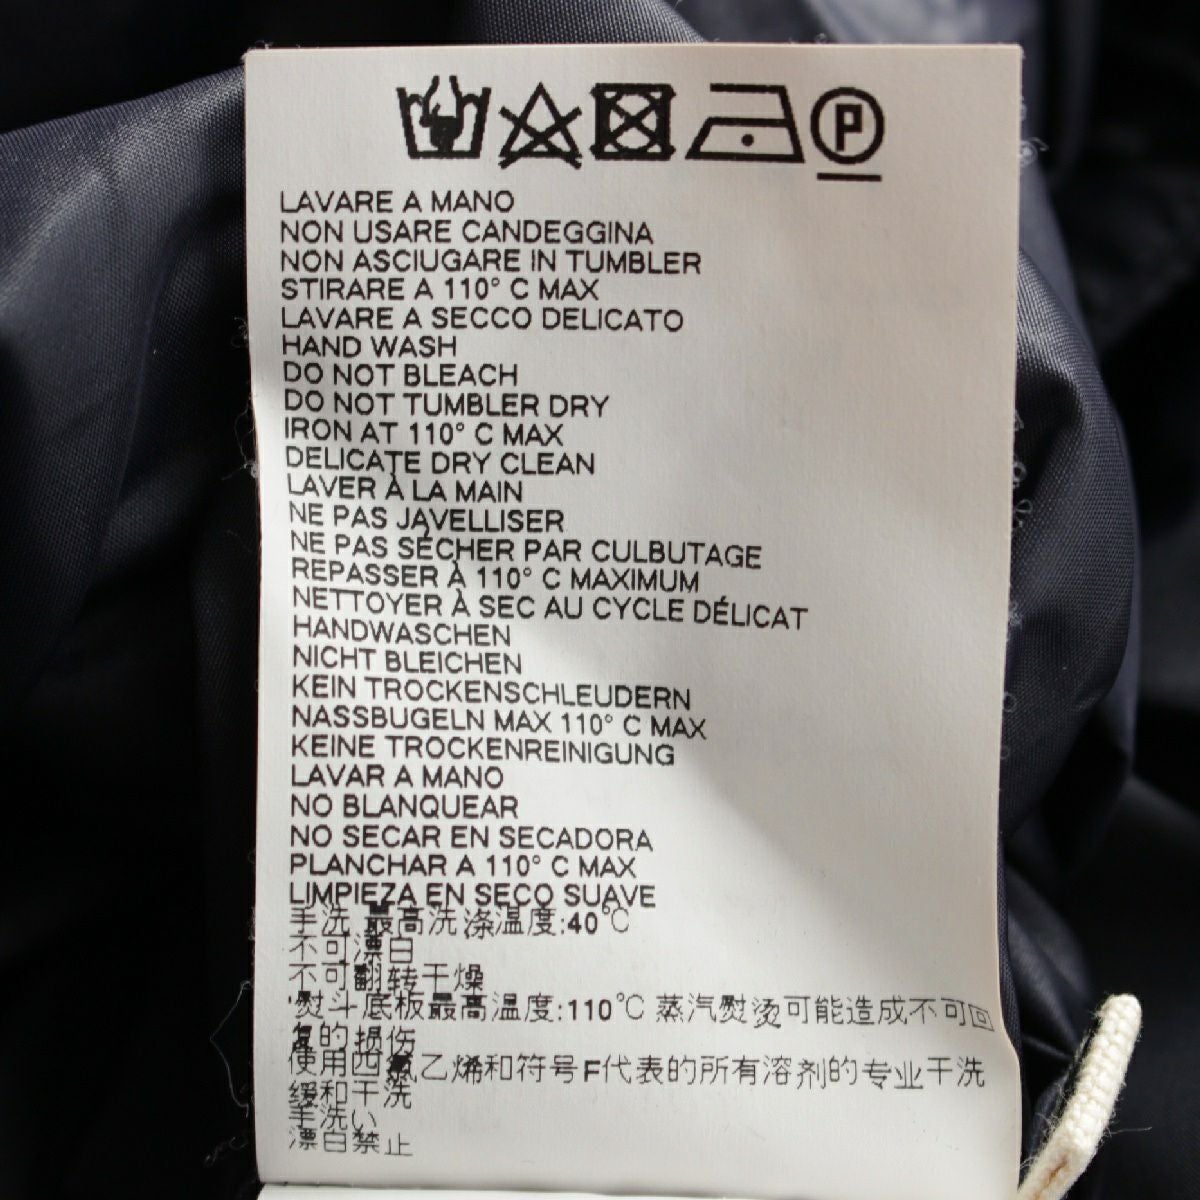 P
LAVARE A MANO
NON USARE CANDEGGINA
NON ASCIUGARE IN TUMBLER
STIRARE A 110° C MAX
LAVARE A SECCO DELICATO
HAND WASH
DO NOT BLEACH
DO NOT TUMBLER DRY
IRON AT 110° C MAX
DELICATE DRY CLEAN
LAVER À LA MAIN
NE PAS JAVELLISER
NE PAS SÉCHER PAR CULBUTAGE
REPASSER À 110° C MAXIMUM
NETTOYER À SEC AU CYCLE DÉLICAT
HANDWASCHEN
NICHT BLEICHEN
KEIN TROCKENSCHLEUDERN
NASSBUGELN MAX 110° C MAX
KEINE TROCKENREINIGUNG
LAVAR A MANO
NO BLANQUEAR
NO SECAR EN SECADORA
PLANCHAR A 110° C MAX
LIMPIEZA EN SECO SUAVE
手洗 最高洗涤温度:40℃
不可漂白
不可翻转干燥
熨斗底板最高温度:110℃ 蒸汽熨烫可能造成不可回
复的损伤
使用四氯乙烯和符号F代表的所有溶剂的专业干洗
缓和干洗
手洗い
漂白禁止